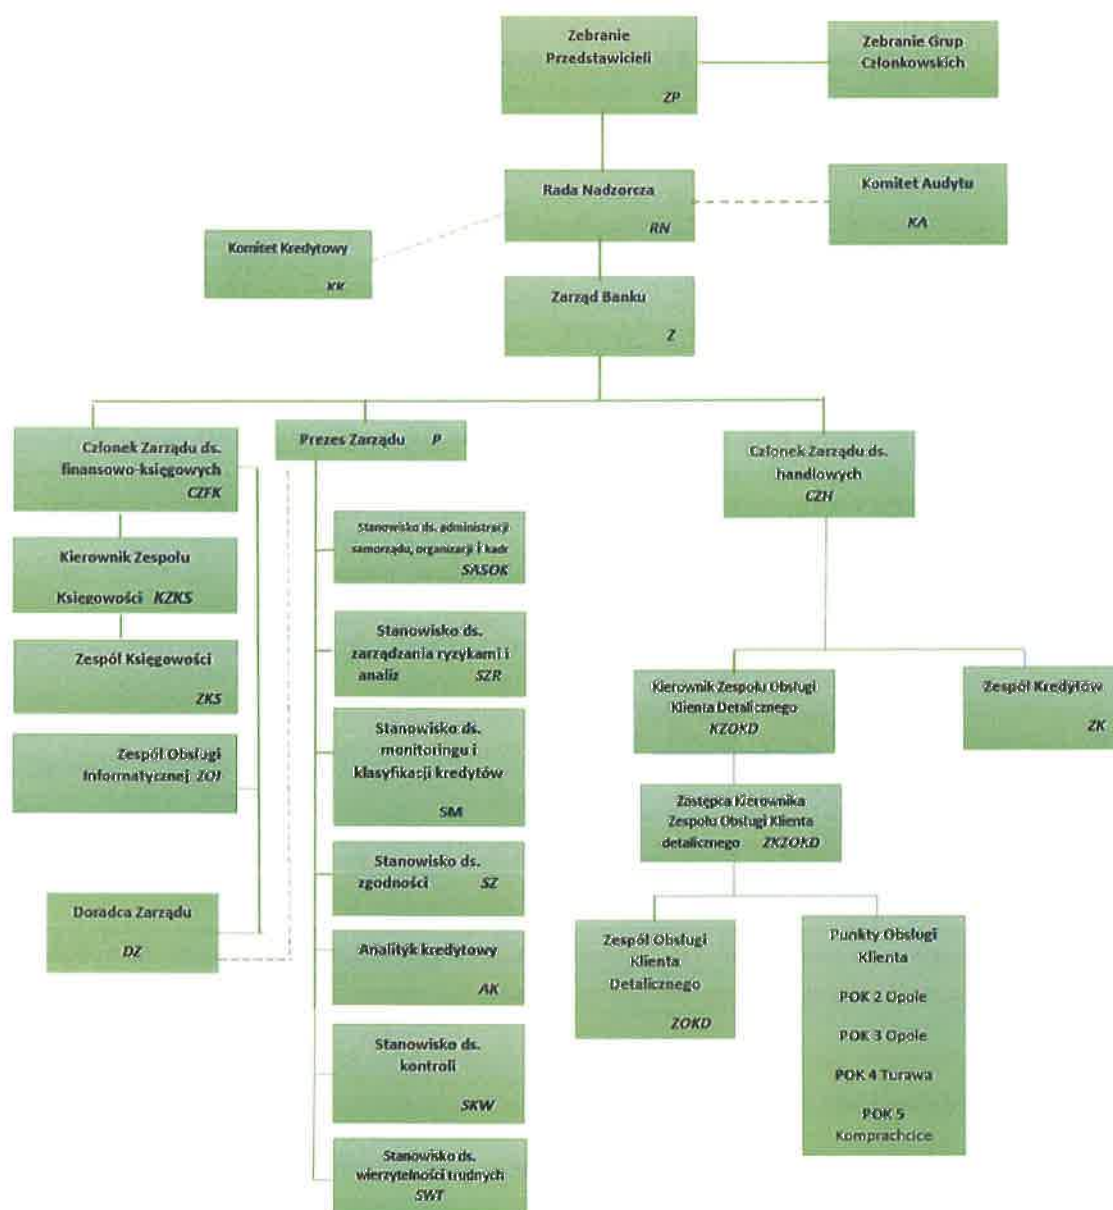 Zebranie
Przedstawicieli
ZP
Zebranie Grup
Członkowskich
Rada Nadzorcza
RN
Komitet Audytu
KA
Komitet Kredytowy
KK
Zarząd Banku
Z
Członek Zarządu ds.
finansowo-księgowych
CZFK
Prezes Zarządu P
Członek Zarządu ds.
handlowych
CZH
Kierownik Zespołu
Księgowości KZKS
Zespół Księgowości
ZKS
Zespół Obsługi
Informatycznej ZOI
Doradca Zarządu
DZ
Stanowisko ds. administracji
samorządu, organizacji i kadr
SASOK
Stanowisko ds.
zarządzania ryzykami i
analiz SZR
Stanowisko ds.
monitoringu i
klasyfikacji kredytów
SM
Stanowisko ds.
zgodności SZ
Analityk kredytowy
AK
Stanowisko ds.
kontroli
SKW
Stanowisko ds.
wierzytelności trudnych
SWT
Kierownik Zespołu Obsługi
Klienta Detalicznego
KZOKD
Zespół Kredytów
ZK
Zastępca Kierownika
Zespołu Obsługi Klienta
detalicznego ZKZOKD
Zespół Obsługi
Klienta
Detalicznego
ZOKD
Punkty Obsługi
Klienta
POK 2 Opole
POK 3 Opole
POK 4 Turawa
POK 5
Komprachcice